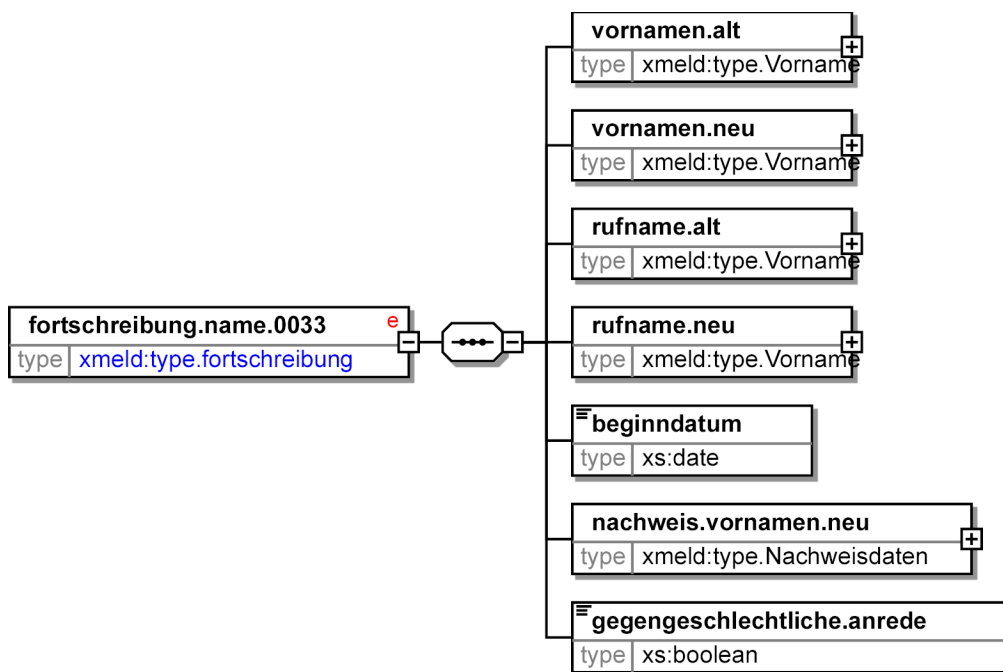 vornamen.alt
type xmeld:type.Vorname
vornamen.neu
type xmeld:type.Vorname
rufname.alt
type xmeld:type.Vorname
fortschreibung.name.0033 e
type xmeld:type.fortschreibung
rufname.neu
type xmeld:type.Vorname
beginndatum
type xs:date
nachweis.vornamen.neu
type xmeld:type.Nachweisdaten
gegengeschlechtliche.anrede
type xs:boolean